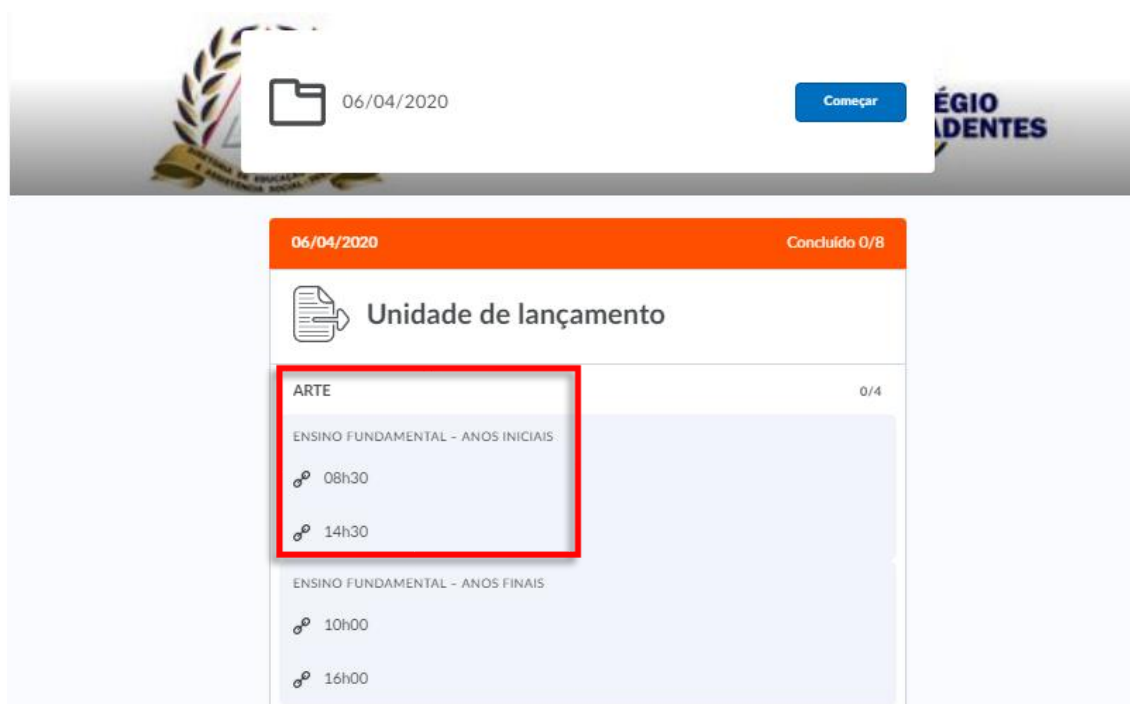 06/04/2020
Começar
ÉGIO
DENTES
06/04/2020
Concluído 0/8
Unidade de lançamento
ARTE
0/4
ENSINO FUNDAMENTAL – ANOS INICIAIS
08h30
14h30
ENSINO FUNDAMENTAL – ANOS FINAIS
10h00
16h00